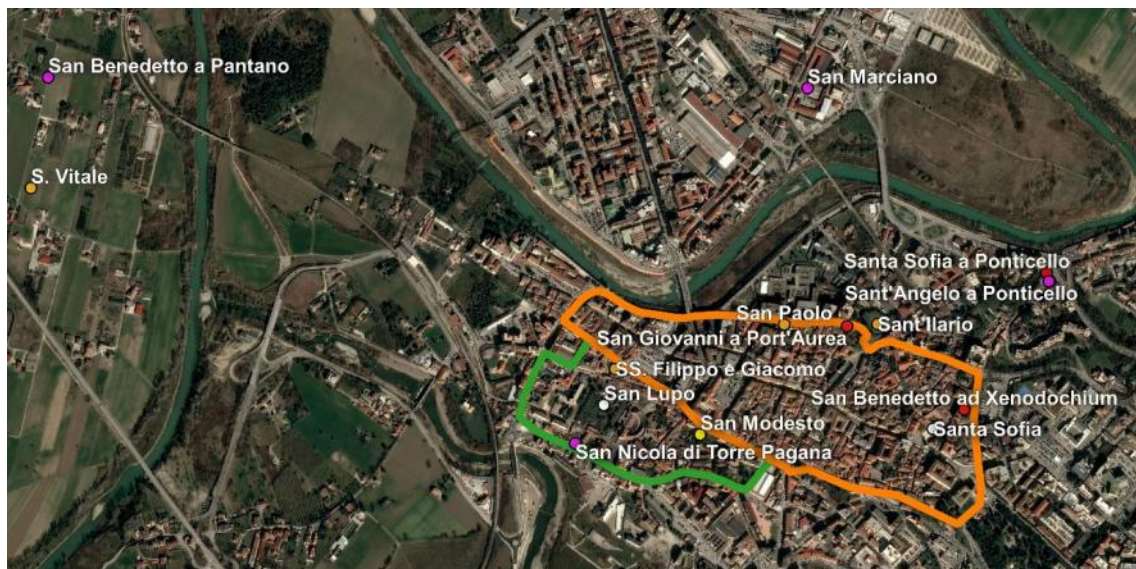 San Benedetto a Pantano
San Marciano
S. Vitale
Santa Sofia a Ponticello
Sant'Angelo a Ponticello
San Paolo
Sant'Ilario
San Giovanni a Port'Aurea
SS. Filippo e Giacomo
San Lupo
San Benedetto ad Xenodochium
San Modesto
Santa Sofia
San Nicola di Torre Pagana